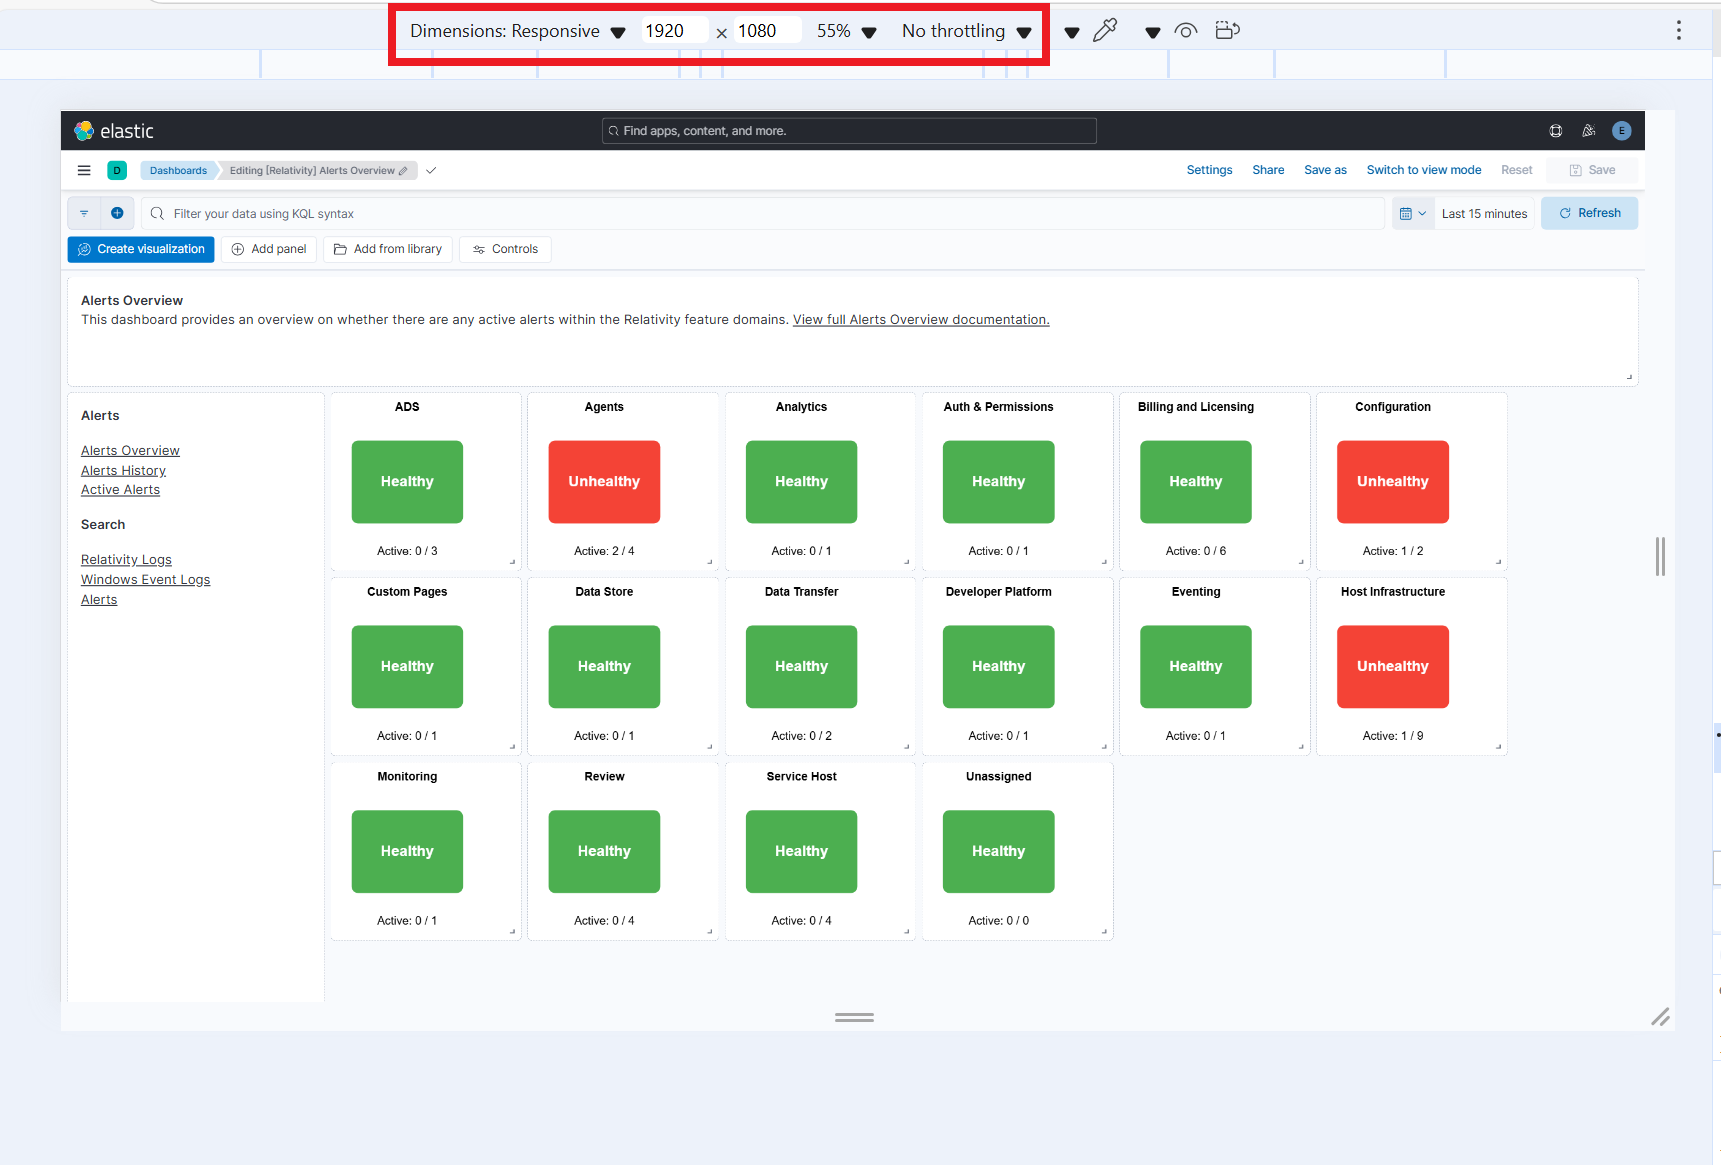 Dimensions: Responsive 1920 × 1080 55% No throttling
elastic Find apps, content, and more. E
D Dashboards Editing [Relativity] Alerts Overview Settings Share Save as Switch to view mode Reset Save
Filter your data using KQL syntax Last 15 minutes Refresh
Create visualization Add panel Add from library Controls
Alerts Overview
This dashboard provides an overview on whether there are any active alerts within the Relativity feature domains. View full Alerts Overview documentation.
Alerts
Alerts Overview
Alerts History
Active Alerts
Search
Relativity Logs
Windows Event Logs
Alerts
ADS Agents Analytics Auth & Permissions Billing and Licensing Configuration
Healthy Unhealthy Healthy Healthy Healthy Unhealthy
Active: 0 / 3 Active: 2 / 4 Active: 0 / 1 Active: 0 / 1 Active: 0 / 6 Active: 1 / 2
Custom Pages Data Store Data Transfer Developer Platform Eventing Host Infrastructure
Healthy Healthy Healthy Healthy Healthy Unhealthy
Active: 0 / 1 Active: 0 / 1 Active: 0 / 2 Active: 0 / 1 Active: 0 / 1 Active: 1 / 9
Monitoring Review Service Host Unassigned
Healthy Healthy Healthy Healthy
Active: 0 / 1 Active: 0 / 4 Active: 0 / 4 Active: 0 / 0